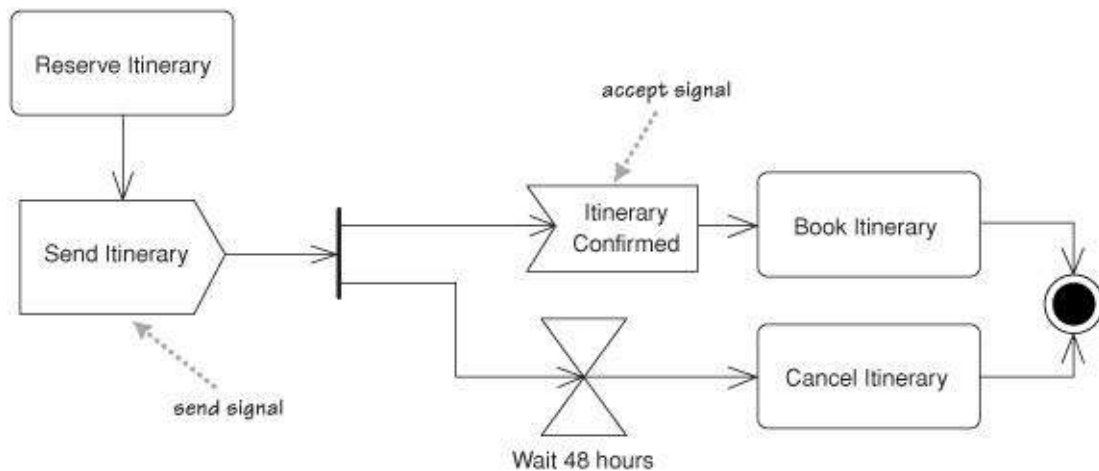 Reserve Itinerary
accept signal
Itinerary
Confirmed
Book Itinerary
Send Itinerary
Cancel Itinerary
send signal
Wait 48 hours